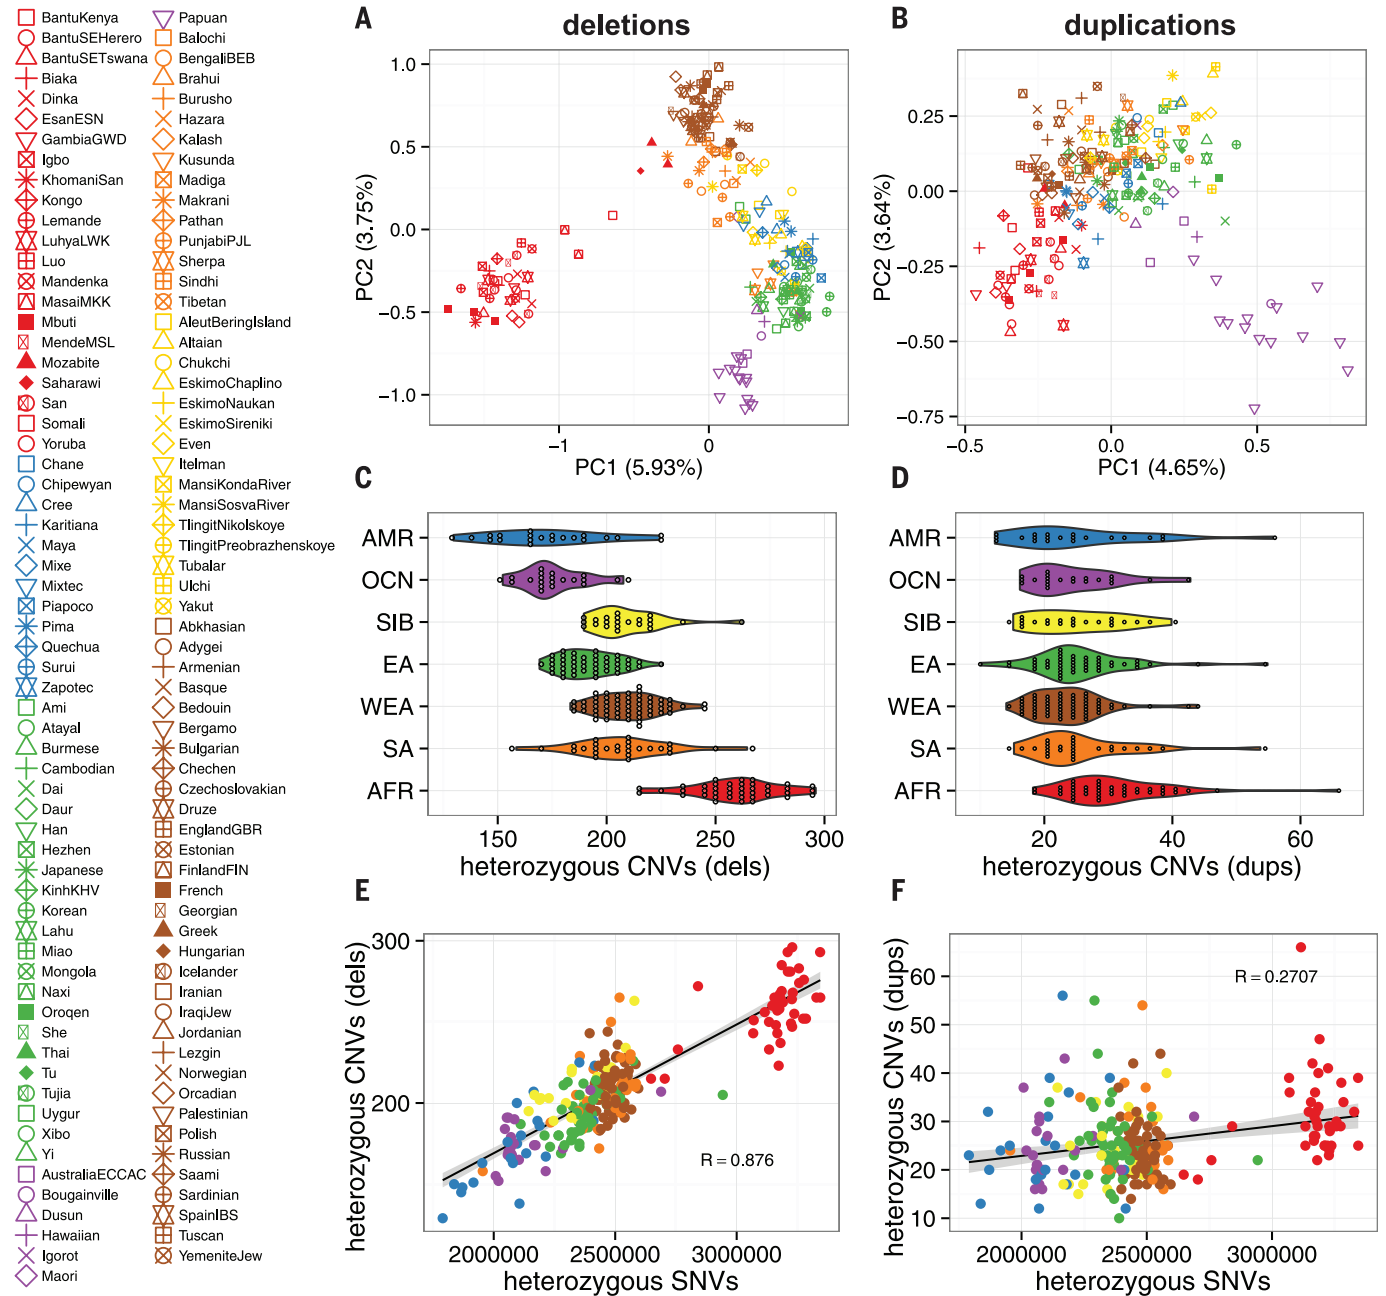 BantuKenya
BantuSEHerero
BantuSETswana
Biaka
Dinka
EsanESN
GambiaGWD
Igbo
KhomaniSan
Kongo
Lemande
LuhyaLWK
Luo
Mandenka
MasaiMKK
Mbuti
MendeMSL
Mozabite
Saharawi
San
Somali
Yoruba
Chane
Chipewyan
Cree
Karitiana
Maya
Mixe
Mixtec
Piapoco
Pima
Quechua
Surui
Zapotec
Ami
Atayal
Burmese
Cambodian
Dai
Daur
Han
Hezhen
Japanese
KinhKHV
Korean
Lahu
Miao
Mongola
Naxi
Oroqen
She
Thai
Tu
Tujia
Uygur
Xibo
Yi
AustraliaECCAC
Bougainville
Dusun
Hawaiian
Igorot
Maori
Papuan
Balochi
BengaliBEB
Brahui
Burusho
Hazara
Kalash
Kusunda
Madiga
Makrani
Pathan
PunjabiPJL
Sherpa
Sindhi
Tibetan
AleutBeringIsland
Altaian
Chukchi
EskimoChaplino
EskimoNaukan
EskimoSireniki
Even
Itelman
MansiKondaRiver
MansiSosvaRiver
TlingitNikolskoye
TlingitPreobrazhenskoye
Tubalar
Ulchi
Yakut
Abkhasian
Adygei
Armenian
Basque
Bedouin
Bergamo
Bulgarian
Chechen
Czechoslovakian
Druze
EnglandGBR
Estonian
FinlandFIN
French
Georgian
Greek
Hungarian
Icelander
Iranian
IraqiJew
Jordanian
Lezgin
Norwegian
Orcadian
Palestinian
Polish
Russian
Saami
Sardinian
SpainIBS
Tuscan
YemeniteJew
A
deletions
PC2 (3.75%)
1.0
0.5
0.0
−0.5
−1.0
−1 0
PC1 (5.93%)
B
duplications
PC2 (3.64%)
0.25
0.00
−0.25
−0.50
−0.75
−0.5 0.0 0.5
PC1 (4.65%)
C
AMR
OCN
SIB
EA
WEA
SA
AFR
150 200 250 300
heterozygous CNVs (dels)
D
AMR
OCN
SIB
EA
WEA
SA
AFR
20 40 60
heterozygous CNVs (dups)
E
heterozygous CNVs (dels)
300
200
R = 0.876
2000000 2500000 3000000
heterozygous SNVs
F
heterozygous CNVs (dups)
60
50
40
30
20
10
R = 0.2707
2000000 2500000 3000000
heterozygous SNVs